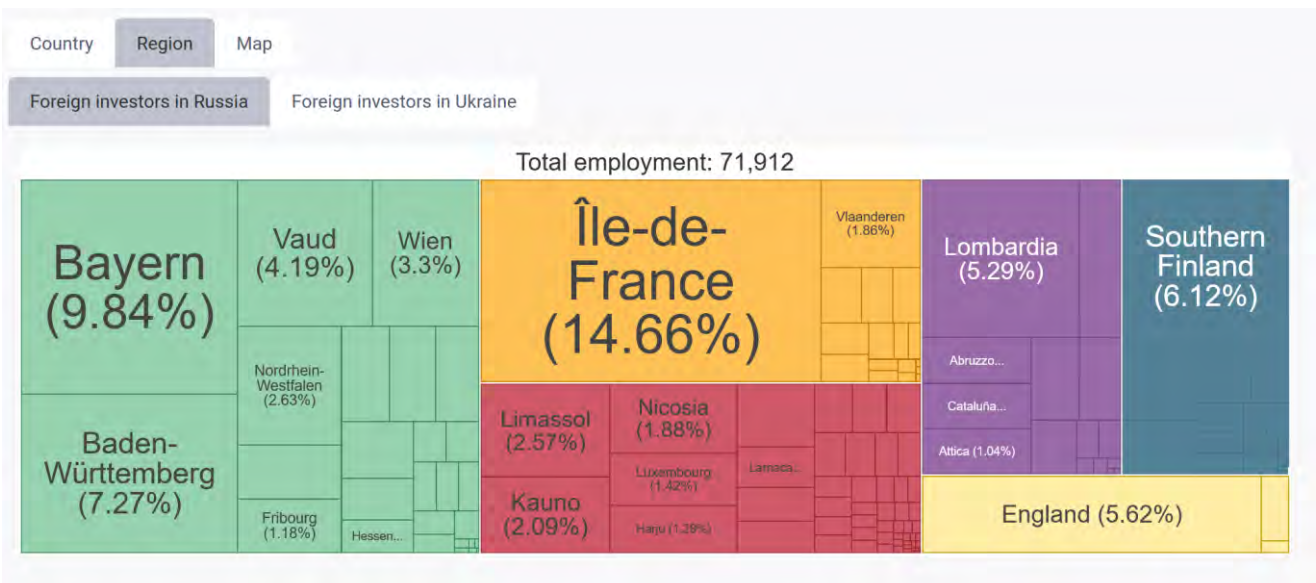 Country Region Map
Foreign investors in Russia Foreign investors in Ukraine
Total employment: 71,912
Bayern
(9.84%)
Baden-
Württemberg
(7.27%)
Vaud
(4.19%)
Wien
(3.3%)
Nordrhein-
Westfalen
(2.63%)
Fribourg
(1.18%)
Hessen...
Île-de-
France
(14.66%)
Vlaanderen
(1.86%)
Limassol
(2.57%)
Kauno
(2.09%)
Nicosia
(1.88%)
Luxembourg
(1.42%)
Harju (1.29%)
Larnaca...
Lombardia
(5.29%)
Abruzzo...
Cataluña...
Attica (1.04%)
Southern
Finland
(6.12%)
England (5.62%)